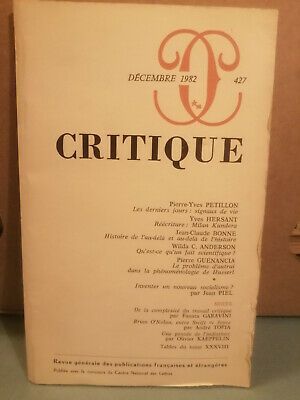 DÉCEMBRE 1982
427
CRITIQUE
Pierre-Yves PETILLON
Les derniers jours : signaux de vie
Yves HERSANT
Réécriture : Milan Kundera
Jean-Claude BONNE
Histoire de l'au-delà et au-delà de l'histoire
Wilda C. ANDERSON
Qu'est-ce qu'un fait scientifique ?
Pierre GUENANCIA
Le problème d'autrui
dans la phénoménologie de Husserl
*
Inventer un nouveau socialisme ?
par Jean PIEL
NOTES
De la complexité du travail critique
par Fausta GARAVINI
Brian O'Nolan, entre Swift et Joyce
par André TOPIA
Une pensée de l'indication
par Olivier KAEPPELIN
Tables du tome XXXVIII
Revue générale des publications françaises et étrangères
Publiée avec le concours du Centre National des Lettres